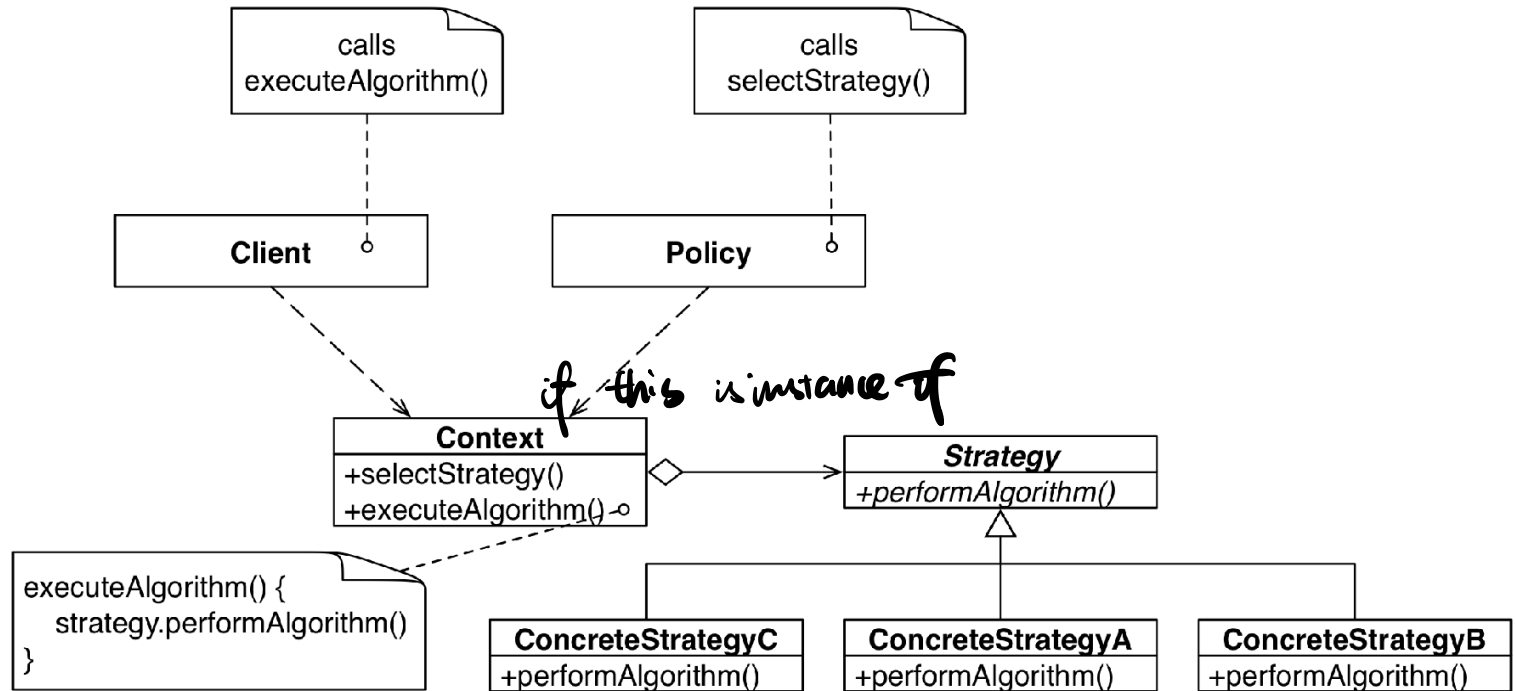 calls
executeAlgorithm()
calls
selectStrategy()
Client
Policy
if this is instance of
Context
+selectStrategy()
+executeAlgorithm()
Strategy
+performAlgorithm()
executeAlgorithm() {
strategy.performAlgorithm()
}
ConcreteStrategyC
+performAlgorithm()
ConcreteStrategyA
+performAlgorithm()
ConcreteStrategyB
+performAlgorithm()